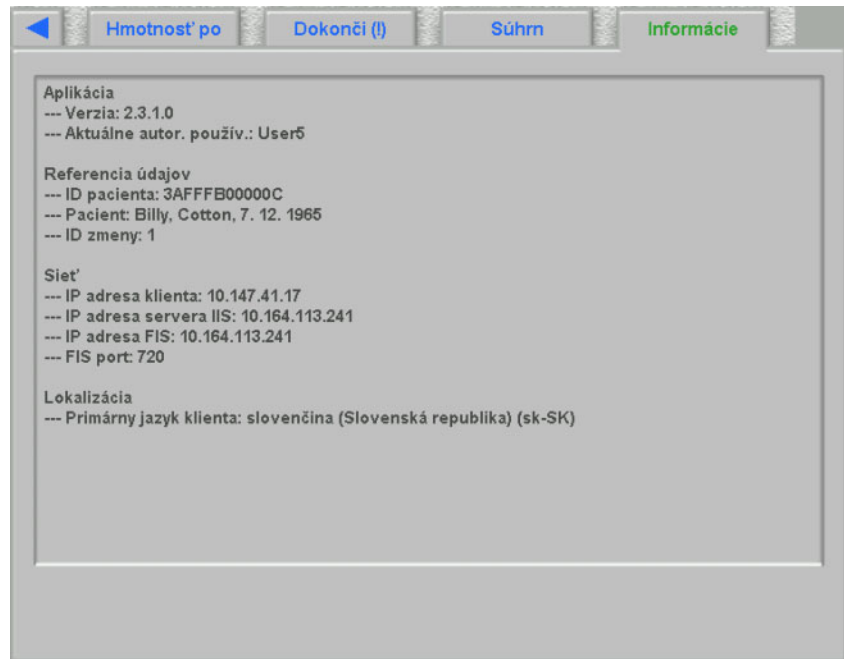 Hmotnosť po
Dokonči (!)
Súhrn
Informácie
Aplikácia
--- Verzia: 2.3.1.0
--- Aktuálne autor. použív.: User5
Referencia údajov
--- ID pacienta: 3AFFFB00000C
--- Pacient: Billy, Cotton, 7. 12. 1965
--- ID zmeny: 1
Sieť
--- IP adresa klienta: 10.147.41.17
--- IP adresa servera IIS: 10.164.113.241
--- IP adresa FIS: 10.164.113.241
--- FIS port: 720
Lokalizácia
--- Primárny jazyk klienta: slovenčina (Slovenská republika) (sk-SK)